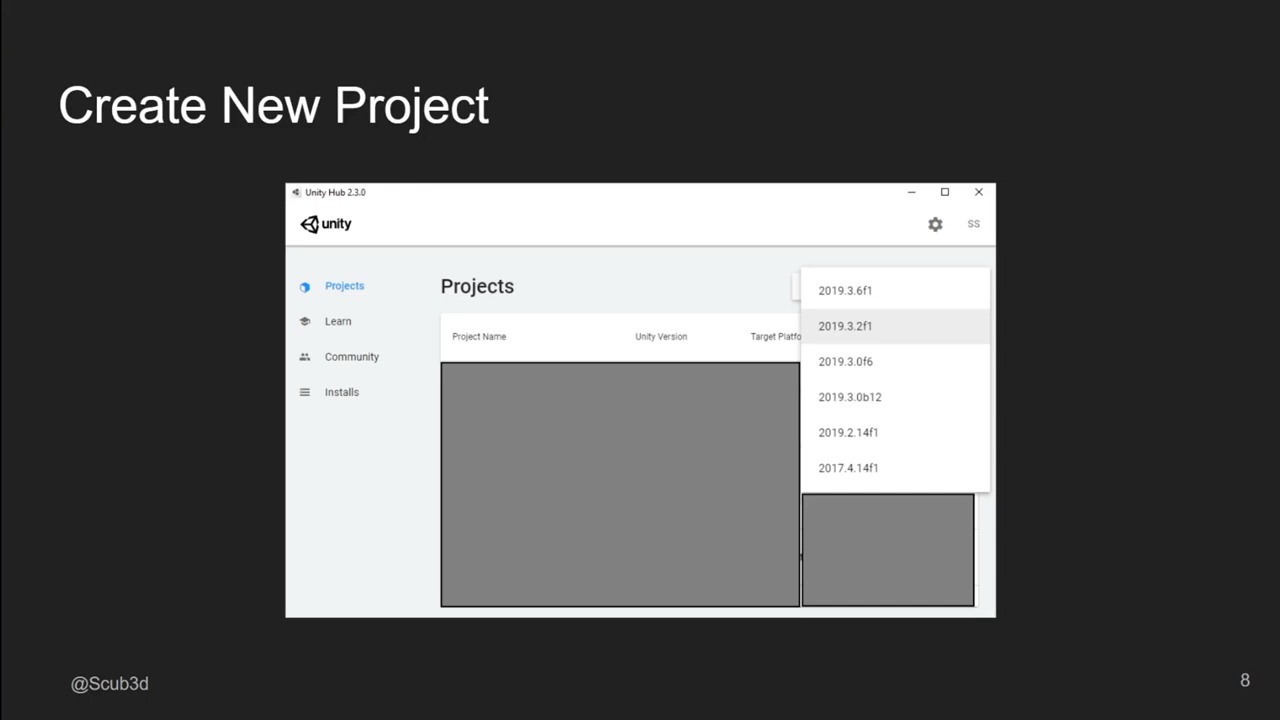 Create New Project
Unity Hub 2.3.0
unity
SS
Projects
Learn
Community
Installs
Projects
Project Name Unity Version Target Platfo
2019.3.6f1
2019.3.2f1
2019.3.0f6
2019.3.0b12
2019.2.14f1
2017.4.14f1
@Scub3d
8